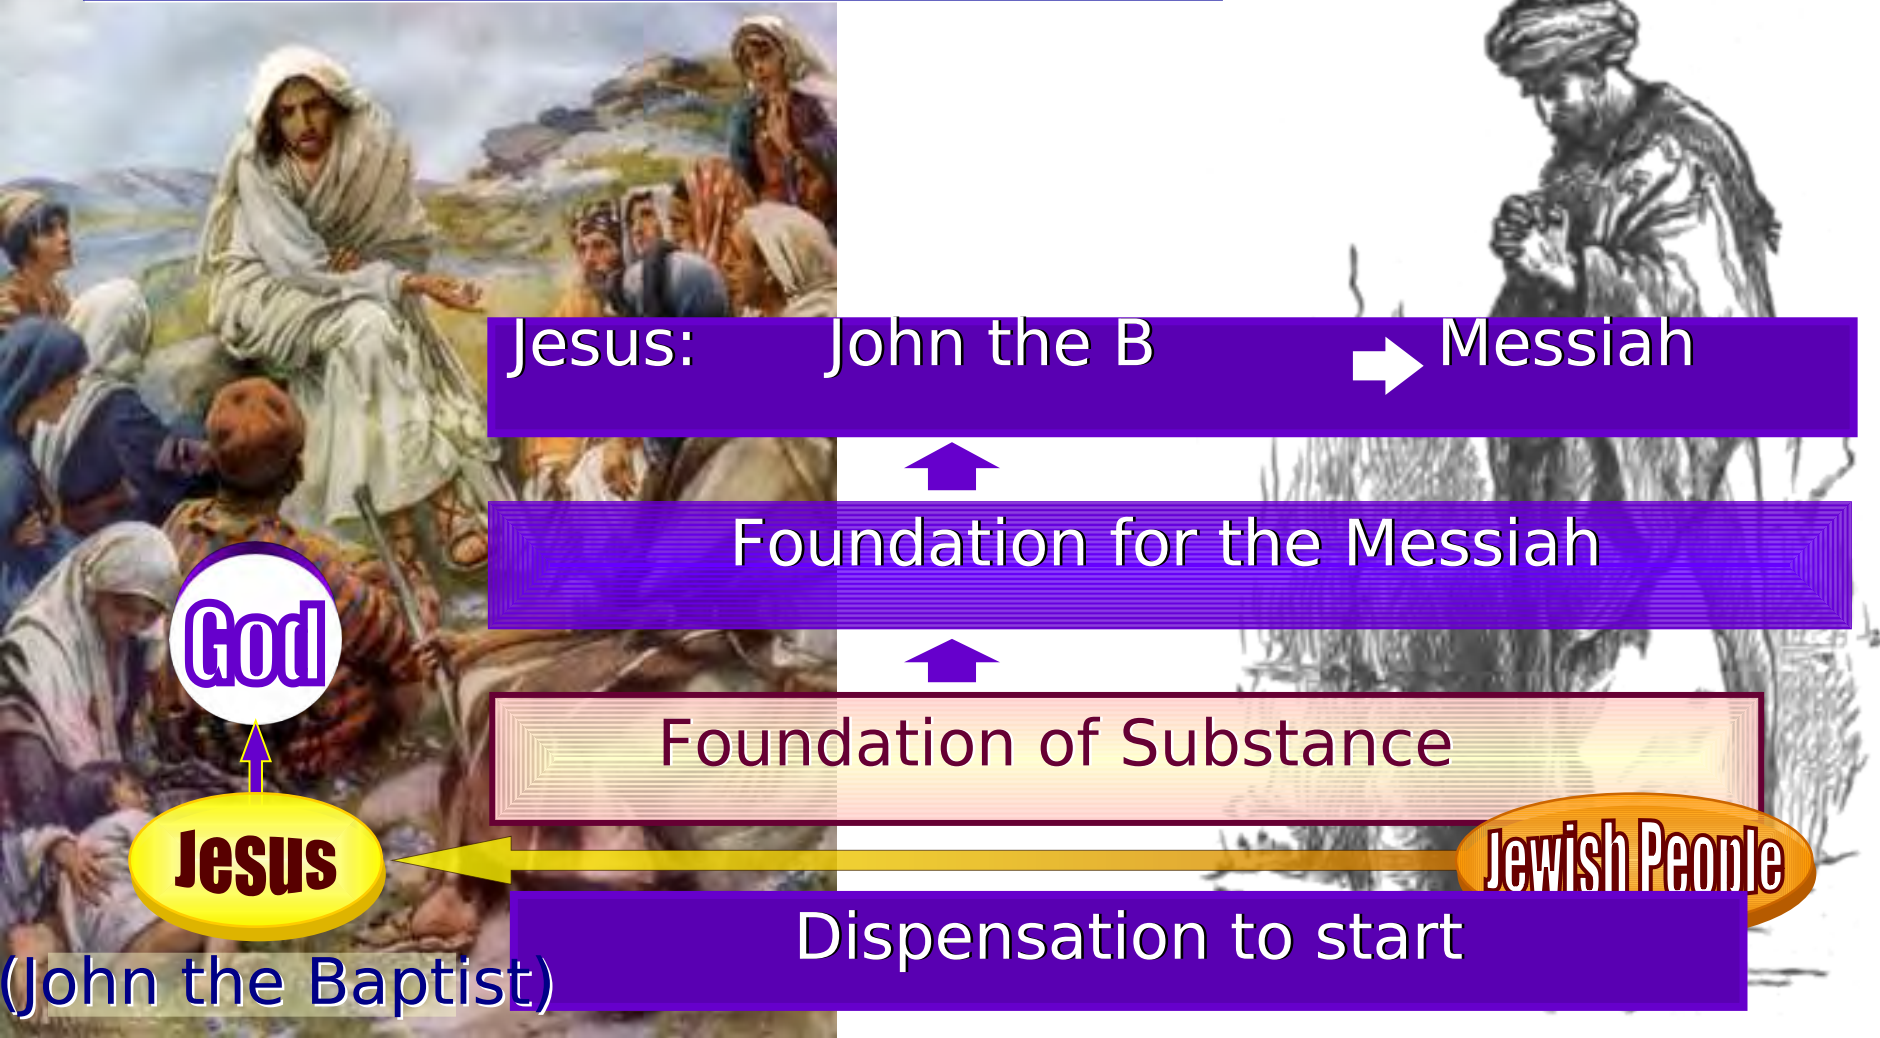 Jesus: John the B Messiah
Foundation for the Messiah
God
Foundation of Substance
Jesus
Jewish People
Dispensation to start
(John the Baptist)